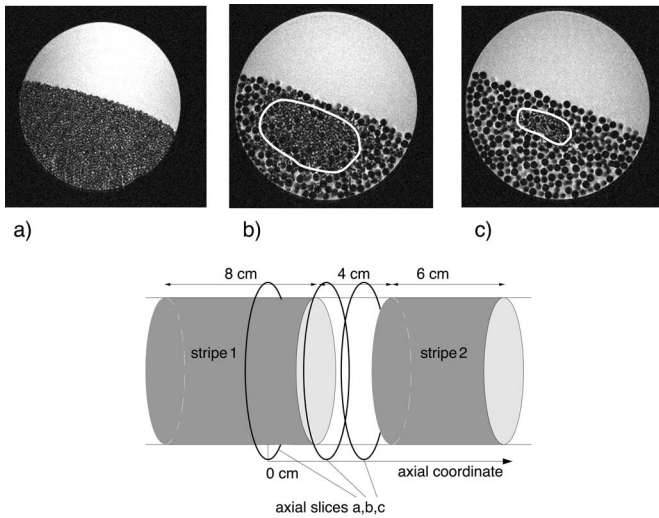 a)
b)
c)
8 cm
4 cm
6 cm
stripe 1
stripe 2
0 cm
axial coordinate
axial slices a,b,c